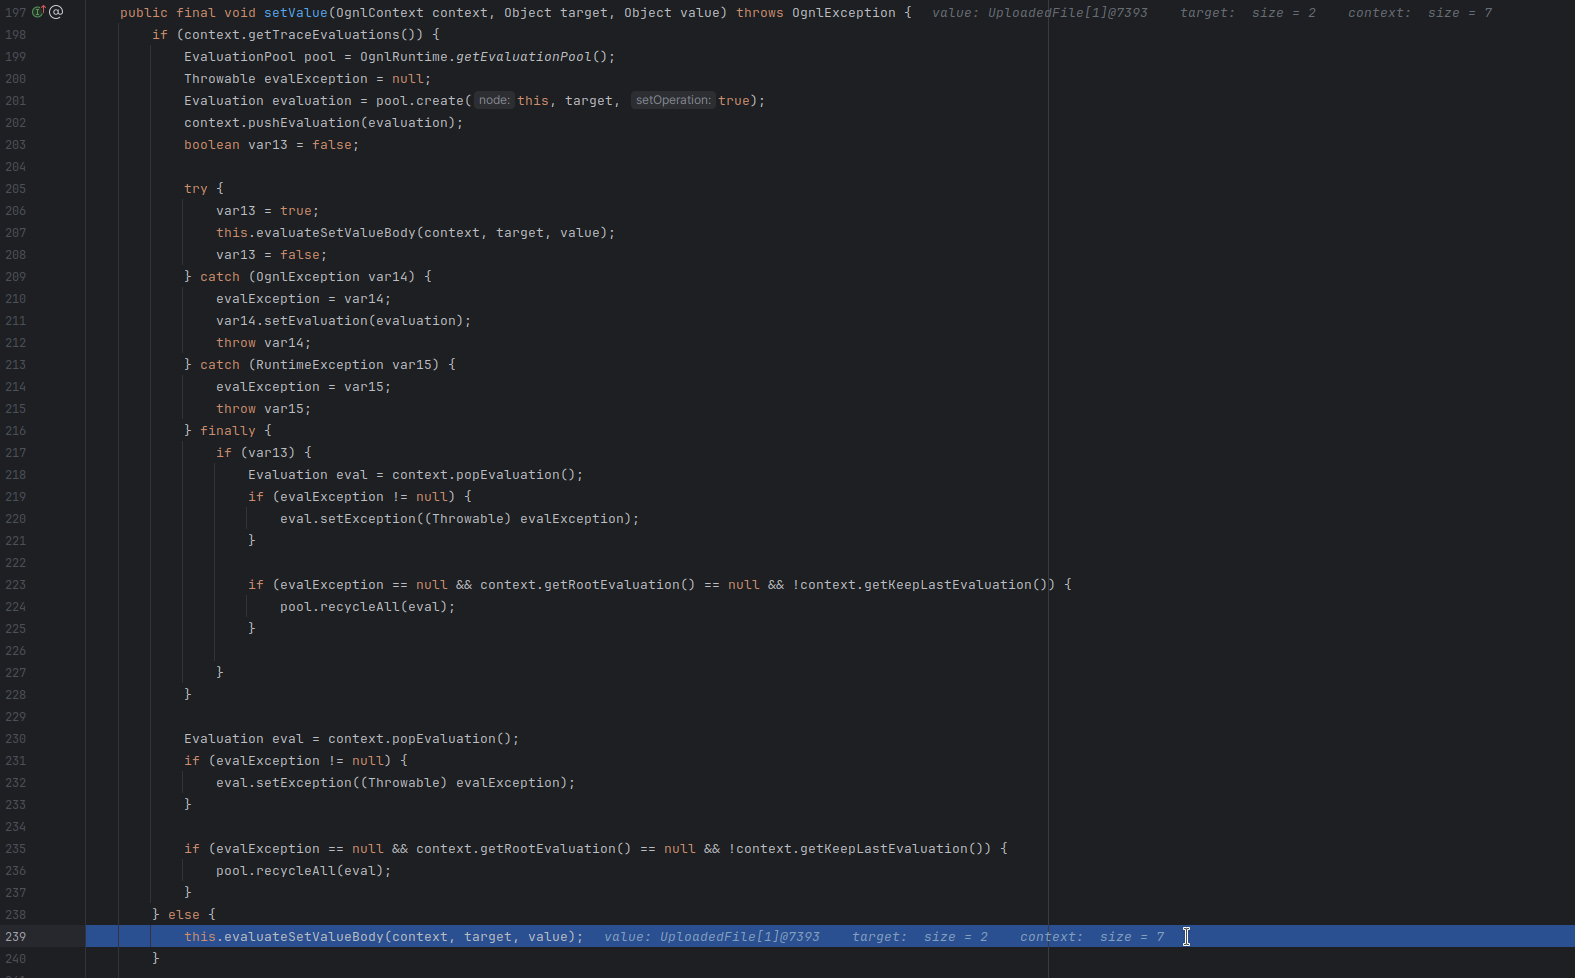 197 public final void setValue(OgnlContext context, Object target, Object value) throws OgnlException { value: UploadedFile[1]@7393 target: size = 2 context: size = 7
198 if (context.getTraceEvaluations()) {
199 EvaluationPool pool = OgnlRuntime.getEvaluationPool();
200 Throwable evalException = null;
201 Evaluation evaluation = pool.create( node: this, target, setOperation: true);
202 context.pushEvaluation(evaluation);
203 boolean var13 = false;
204
205 try {
206 var13 = true;
207 this.evaluateSetValueBody(context, target, value);
208 var13 = false;
209 } catch (OgnlException var14) {
210 evalException = var14;
211 var14.setEvaluation(evaluation);
212 throw var14;
213 } catch (RuntimeException var15) {
214 evalException = var15;
215 throw var15;
216 } finally {
217 if (var13) {
218 Evaluation eval = context.popEvaluation();
219 if (evalException != null) {
220 eval.setException((Throwable) evalException);
221 }
222
223 if (evalException == null && context.getRootEvaluation() == null && !context.getKeepLastEvaluation()) {
224 pool.recycleAll(eval);
225 }
226
227 }
228 }
229
230 Evaluation eval = context.popEvaluation();
231 if (evalException != null) {
232 eval.setException((Throwable) evalException);
233 }
234
235 if (evalException == null && context.getRootEvaluation() == null && !context.getKeepLastEvaluation()) {
236 pool.recycleAll(eval);
237 }
238 } else {
239 this.evaluateSetValueBody(context, target, value); value: UploadedFile[1]@7393 target: size = 2 context: size = 7
240 }